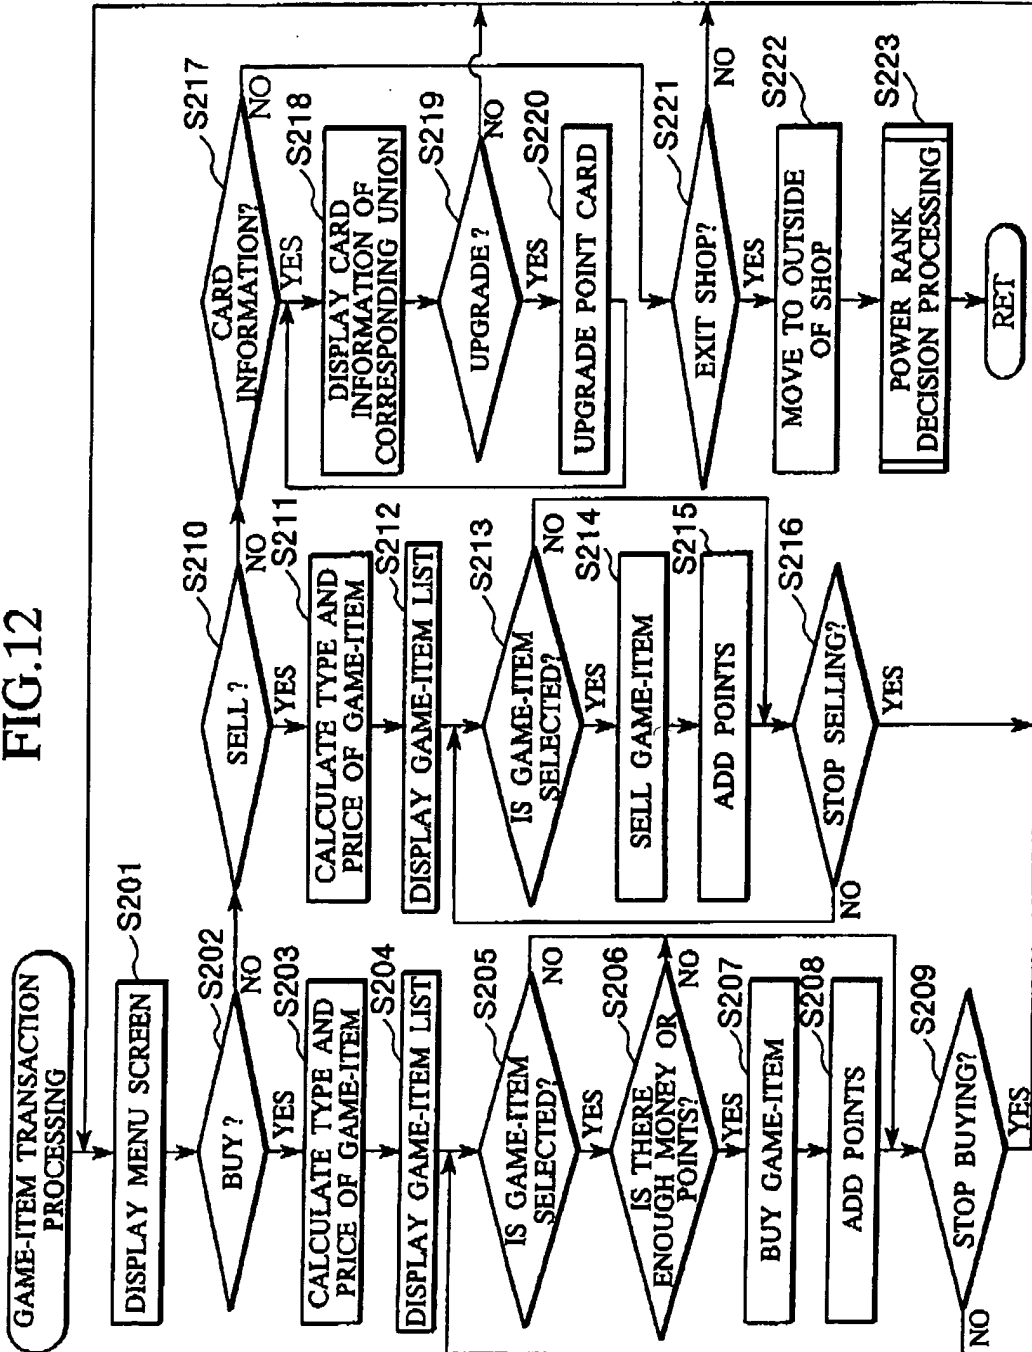 FIG.12
GAME-ITEM TRANSACTION
PROCESSING
S201
DISPLAY MENU SCREEN
S202
BUY?
NO
YES
S203
CALCULATE TYPE AND
PRICE OF GAME-ITEM
S204
DISPLAY GAME-ITEM LIST
S205
IS GAME-ITEM
SELECTED?
NO
YES
S206
IS THERE
ENOUGH MONEY OR
POINTS?
NO
YES
S207
BUY GAME-ITEM
S208
ADD POINTS
S209
STOP BUYING?
NO
YES
S210
SELL?
NO
YES
S211
CALCULATE TYPE AND
PRICE OF GAME-ITEM
S212
DISPLAY GAME-ITEM LIST
S213
IS GAME-ITEM
SELECTED?
NO
YES
S214
SELL GAME-ITEM
S215
ADD POINTS
S216
STOP SELLING?
NO
YES
S217
CARD
INFORMATION?
NO
YES
S218
DISPLAY CARD
INFORMATION OF
CORRESPONDING UNION
S219
UPGRADE?
NO
YES
S220
UPGRADE POINT CARD
S221
EXIT SHOP?
NO
YES
S222
MOVE TO OUTSIDE
OF SHOP
S223
POWER RANK
DECISION PROCESSING
RET